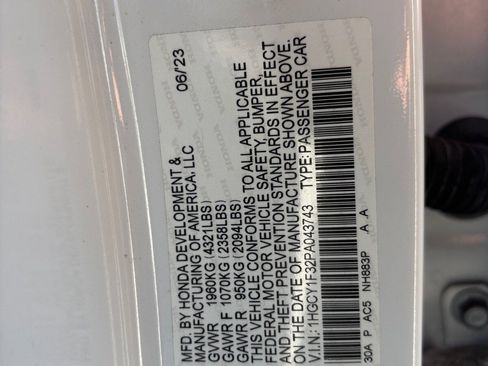 MFD. BY HONDA DEVELOPMENT & 06/'23
MANUFACTURING OF AMERICA, LLC
GVWR 1960KG (4321LBS)
GAWR F 1070KG (2358LBS)
GAWR R 950KG (2094LBS)
THIS VEHICLE CONFORMS TO ALL APPLICABLE
FEDERAL MOTOR VEHICLE SAFETY, BUMPER,
AND THEFT PREVENTION STANDARDS IN EFFECT
ON THE DATE OF MANUFACTURE SHOWN ABOVE.
V.I.N.: 1HGCY1F32PA043743 TYPE: PASSENGER CAR
30A P AC5 NH883P A A